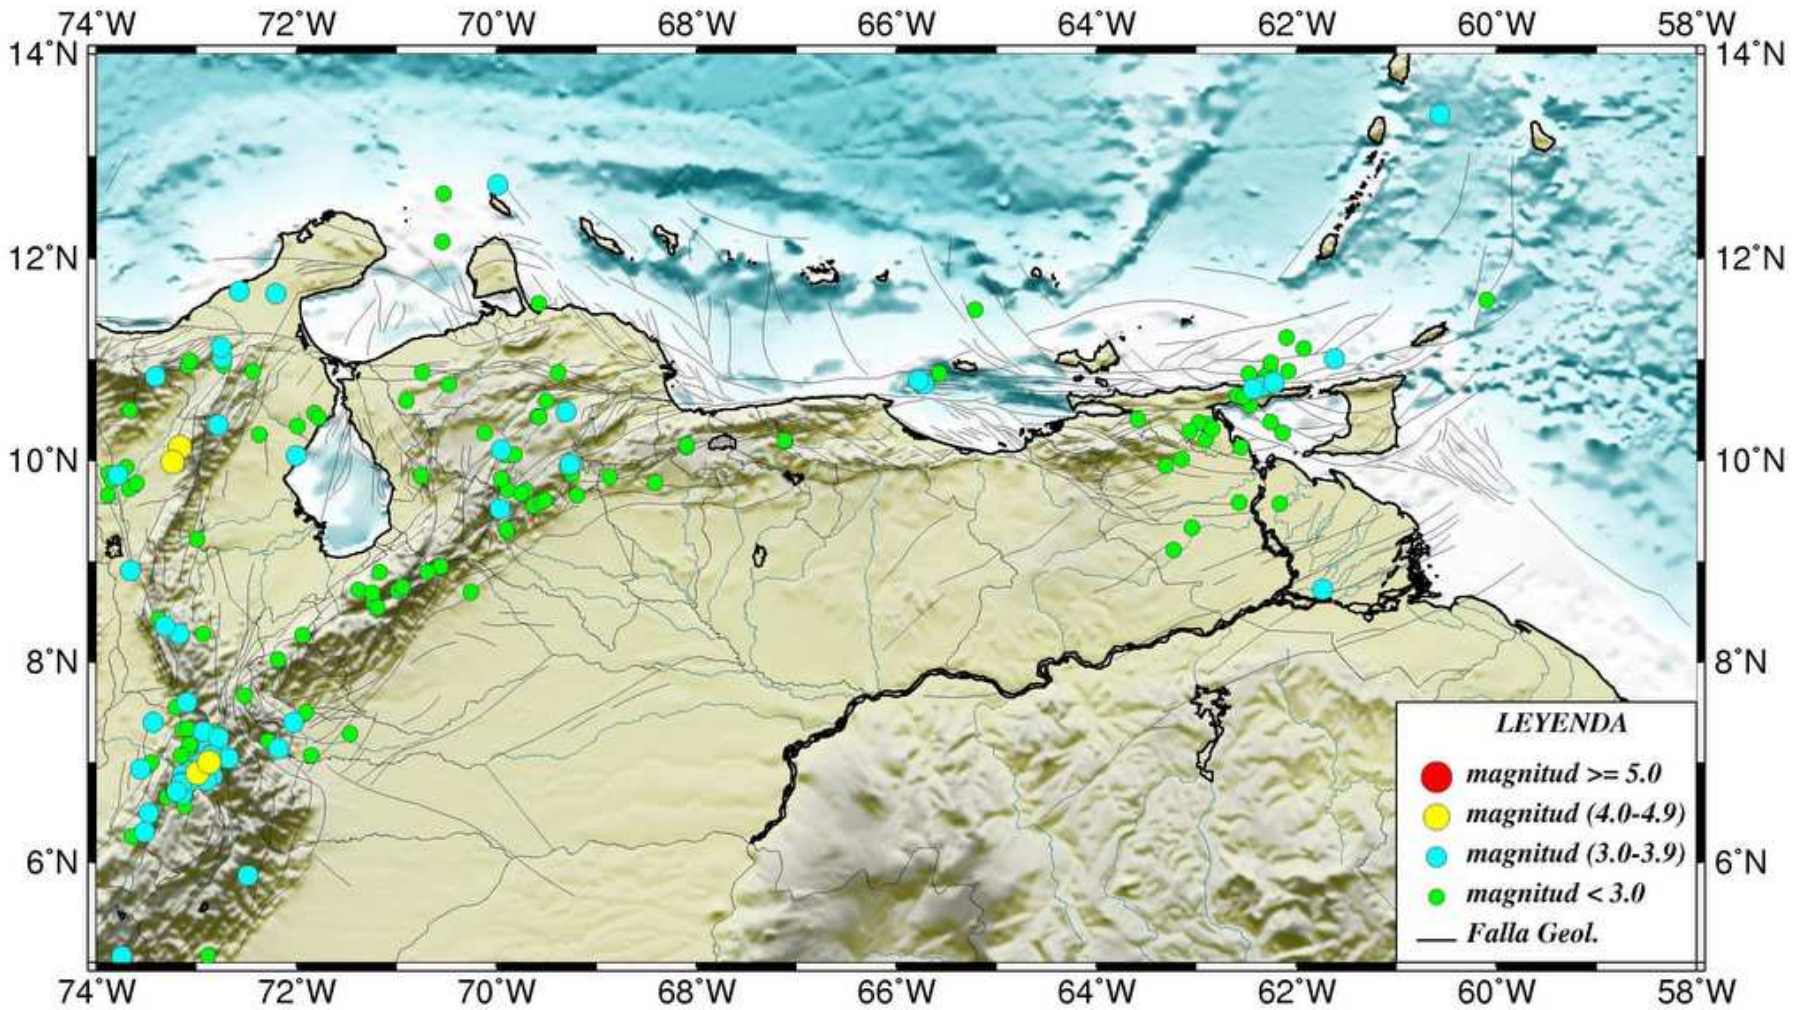 74°W 72°W 70°W 68°W 66°W 64°W 62°W 60°W 58°W
14°N 14°N
12°N 12°N
10°N 10°N
8°N 8°N
LEYENDA
magnitud >= 5.0
magnitud (4.0-4.9)
magnitud (3.0-3.9)
6°N 6°N
magnitud < 3.0
Falla Geol.
74°W 72°W 70°W 68°W 66°W 64°W 62°W 60°W 58°W